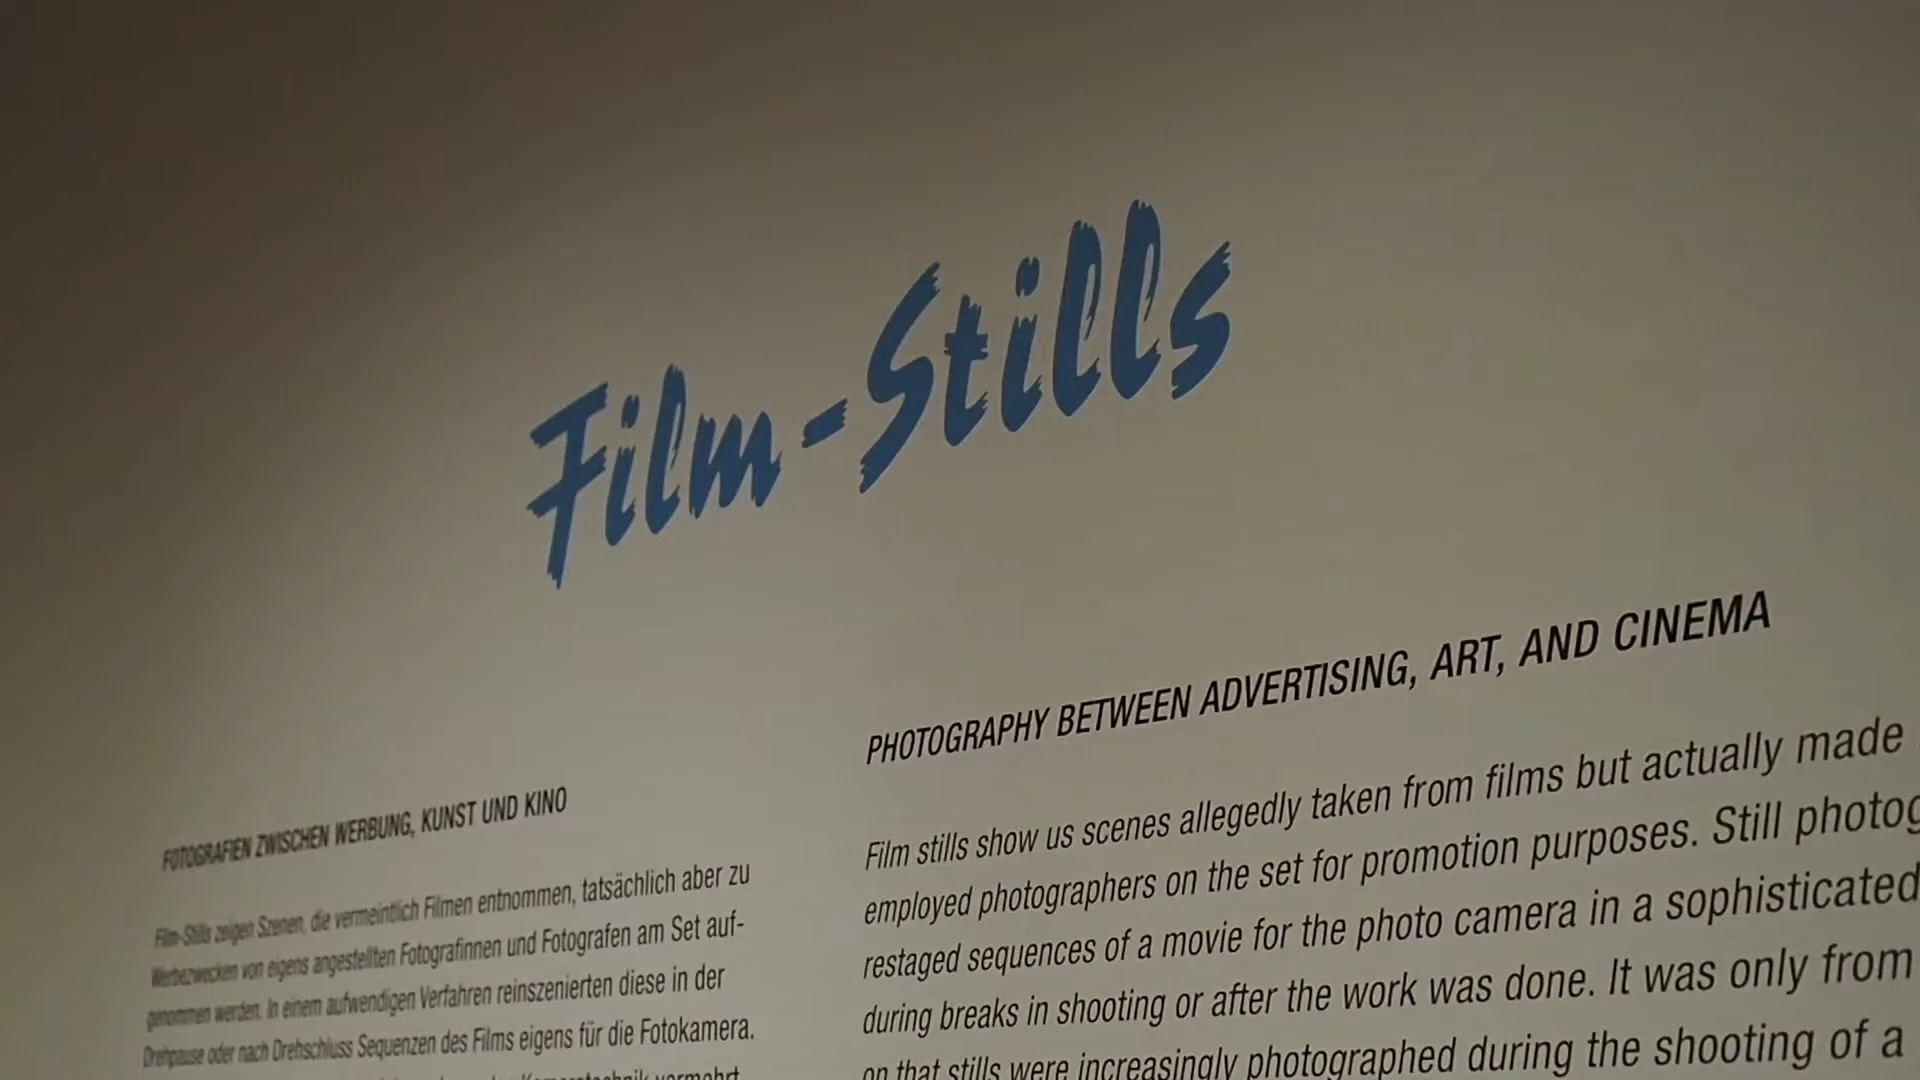 Film-Stills
FOTOGRAFIEN ZWISCHEN WERBUNG, KUNST UND KINO
Film-Stills zeigen Szenen, die vermeintlich Filmen entnommen, tatsächlich aber zu
Werbezwecken von eigens angestellten Fotografinnen und Fotografen am Set auf-
genommen werden. In einem aufwendigen Verfahren reinszenierten diese in der
Drehpause oder nach Drehschluss Sequenzen des Films eigens für die Fotokamera.
PHOTOGRAPHY BETWEEN ADVERTISING, ART, AND CINEMA
Film stills show us scenes allegedly taken from films but actually made
employed photographers on the set for promotion purposes. Still photog
restaged sequences of a movie for the photo camera in a sophisticated
during breaks in shooting or after the work was done. It was only from
on that stills were increasingly photographed during the shooting of a